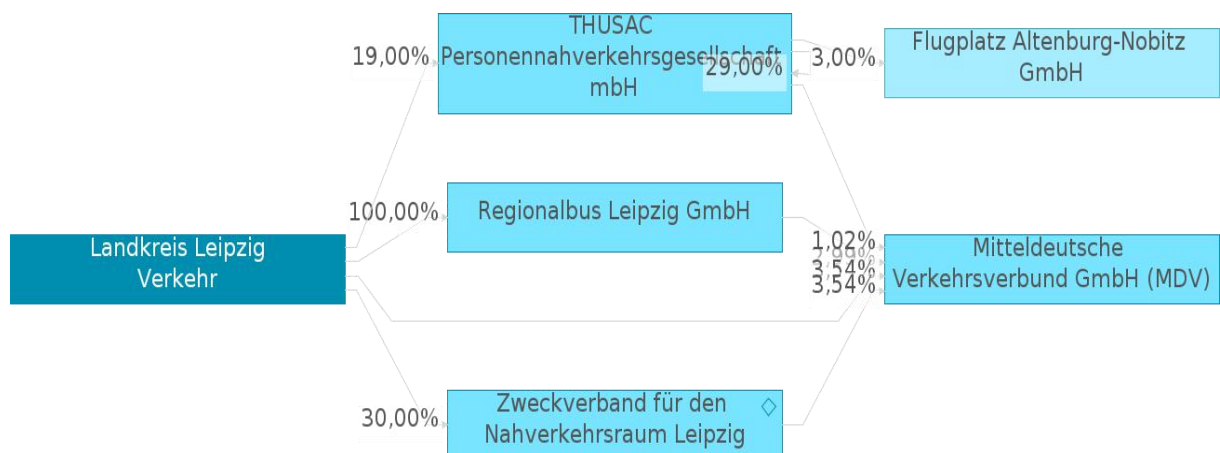 THUSAC
Personennahverkehrsgesellschaft
mbH
19,00%
29,00%
3,00%
Flugplatz Altenburg-Nobitz
GmbH
100,00%
Regionalbus Leipzig GmbH
Landkreis Leipzig
Verkehr
1,02%
3,54%
3,54%
Mitteldeutsche
Verkehrsverbund GmbH (MDV)
30,00%
Zweckverband für den
Nahverkehrsraum Leipzig